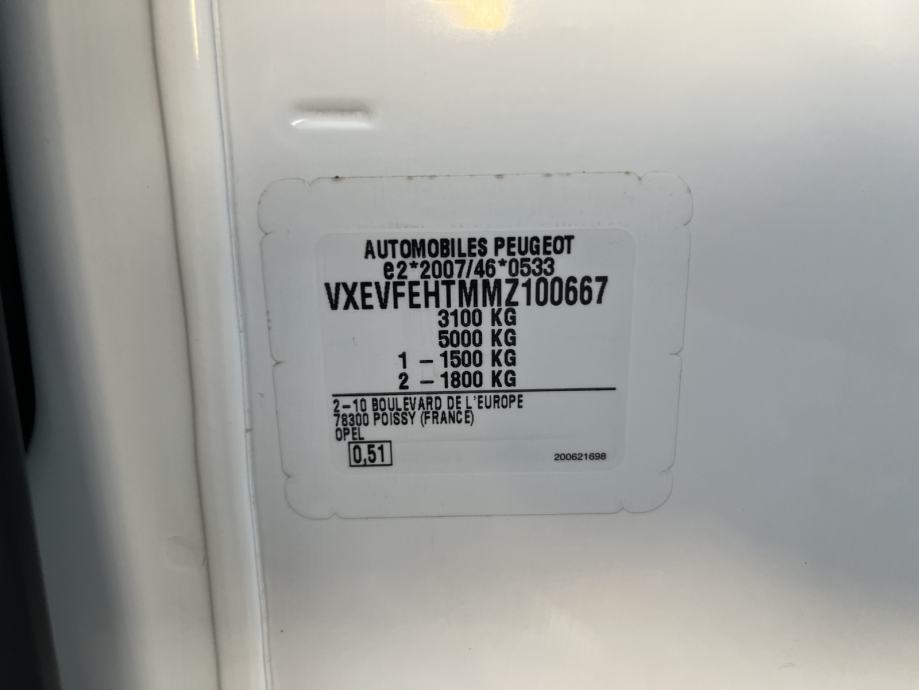 AUTOMOBILES PEUGEOT
e2*2007/46*0533
VXEVFEHTMMZ100667
3100 KG
5000 KG
1 - 1500 KG
2 - 1800 KG
2-10 BOULEVARD DE L'EUROPE
78300 POISSY (FRANCE)
OPEL
0,51
200621698